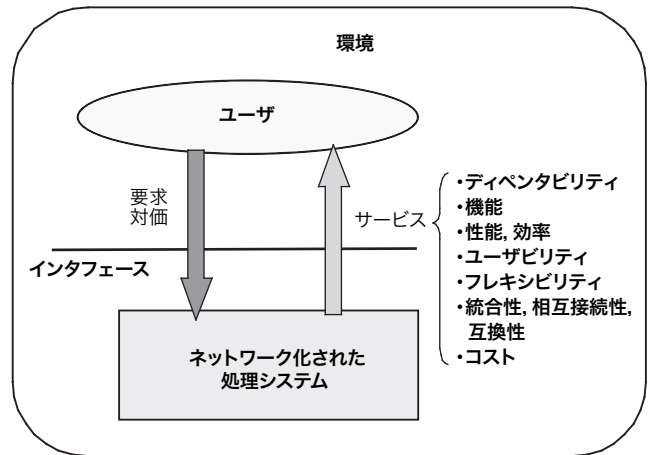 環境
ユーザ
要求
対価
サービス
・ディペンタビリティ
・機能
・性能, 効率
・ユーザビリティ
・フレキシビリティ
・統合性, 相互接続性,
互換性
・コスト
インタフェース
ネットワーク化された
処理システム